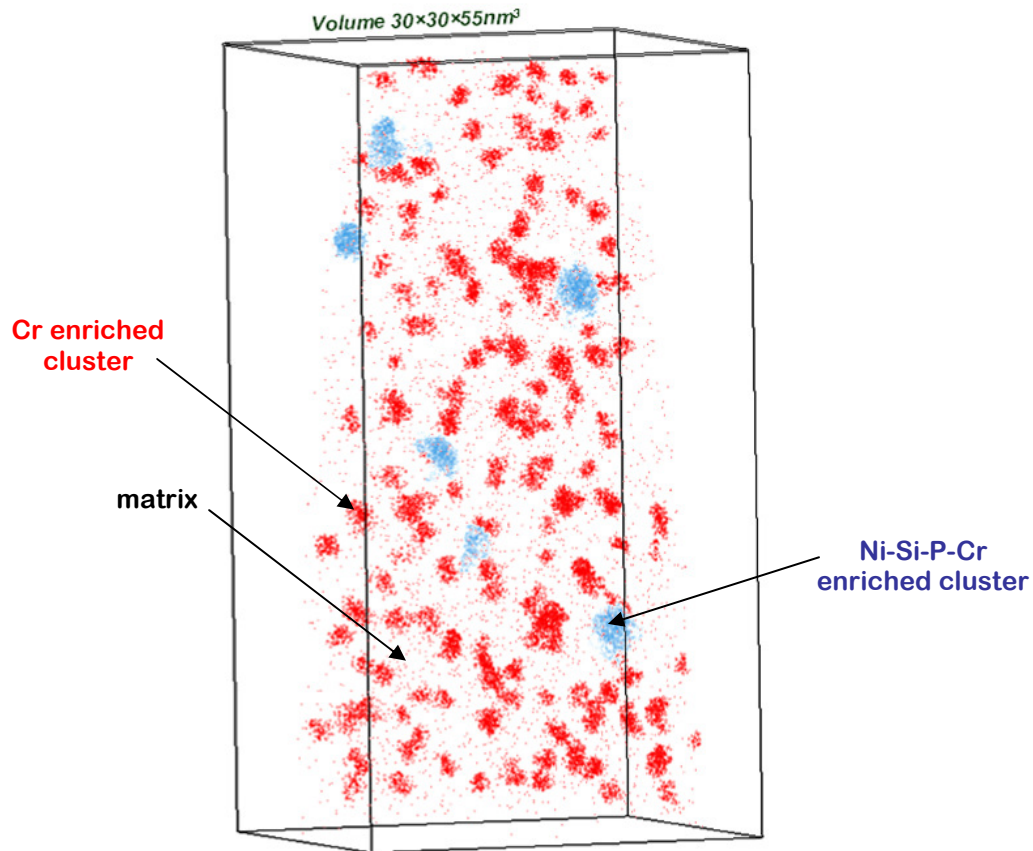 Volume 30×30×55nm³
Cr enriched
cluster
matrix
Ni-Si-P-Cr
enriched cluster